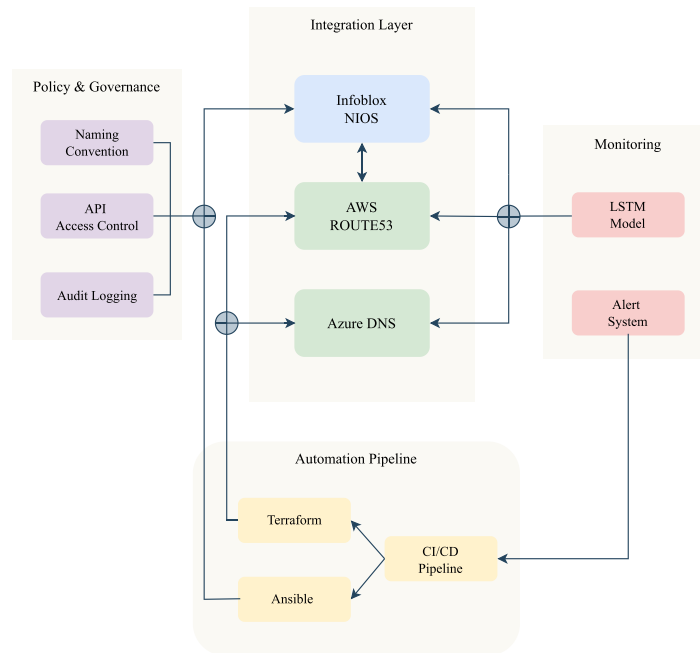 Integration Layer
Policy & Governance
Naming
Convention
API
Access Control
Audit Logging
Infoblox
NIOS
AWS
ROUTE53
Azure DNS
Monitoring
LSTM
Model
Alert
System
Automation Pipeline
Terraform
CI/CD
Pipeline
Ansible